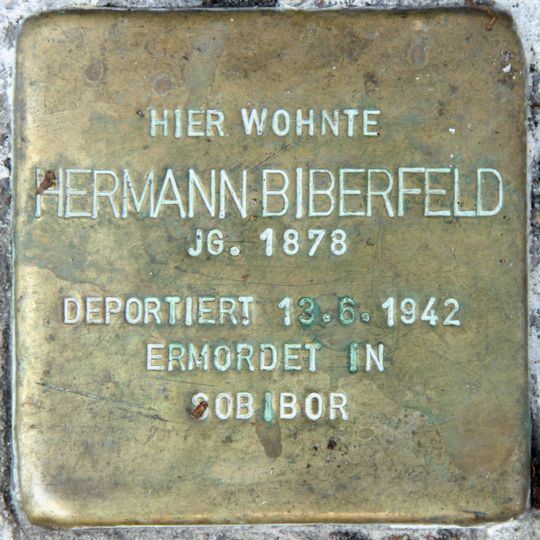 HIER WOHNTE
HERMANN BIBERFELD
JG. 1878
DEPORTIERT 13.6.1942
ERMORDET IN
SOBIBOR